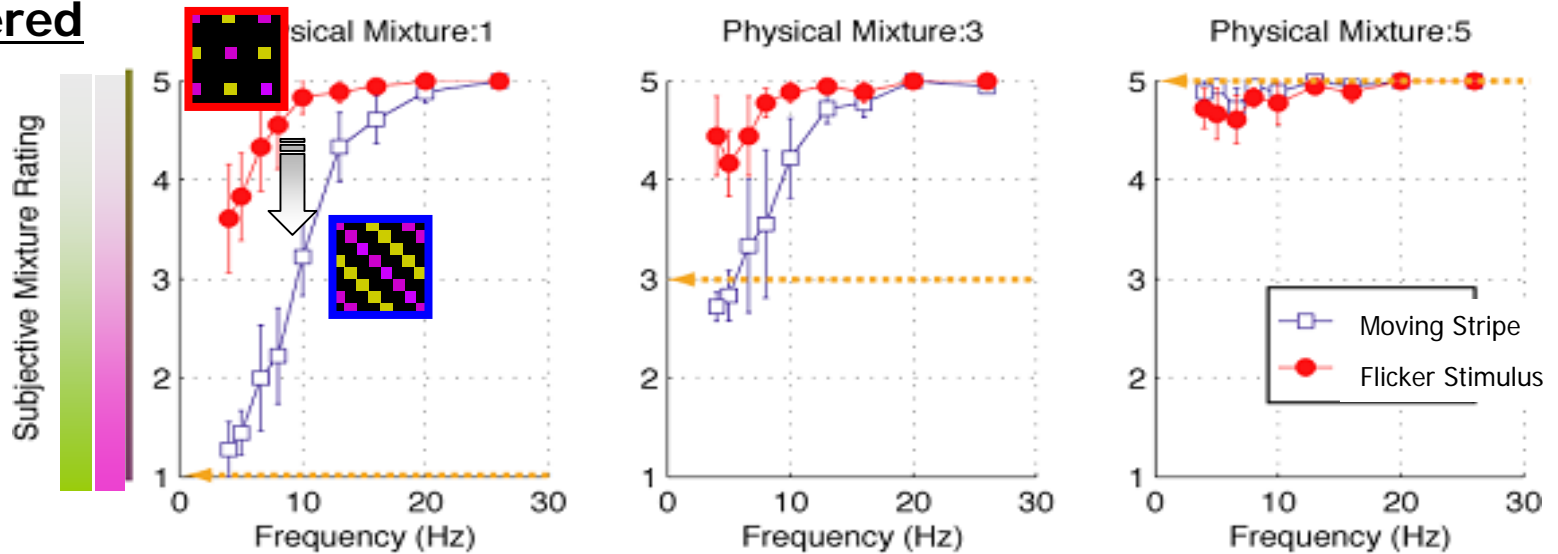 ered
sical Mixture:1
Physical Mixture:3
Physical Mixture:5
Subjective Mixture Rating
5
4
3
2
1
0
10
20
30
Frequency (Hz)
5
4
3
2
1
0
10
20
30
Frequency (Hz)
5
4
3
2
1
0
10
20
30
Frequency (Hz)
Moving Stripe
Flicker Stimulus